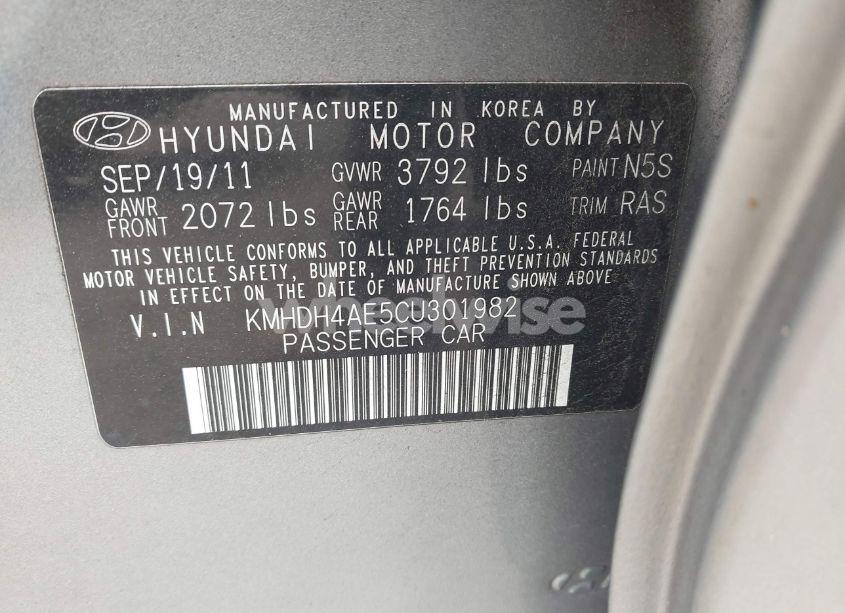 MANUFACTURED IN KOREA BY
HYUNDAI MOTOR COMPANY
SEP/19/11 GVWR 3792 lbs PAINT N5S
GAWR FRONT 2072 lbs GAWR REAR 1764 lbs TRIM RAS
THIS VEHICLE CONFORMS TO ALL APPLICABLE U.S.A. FEDERAL
MOTOR VEHICLE SAFETY, BUMPER, AND THEFT PREVENTION STANDARDS
IN EFFECT ON THE DATE OF MANUFACTURE SHOWN ABOVE
V.I.N KMHDH4AE5CU301982
PASSENGER CAR